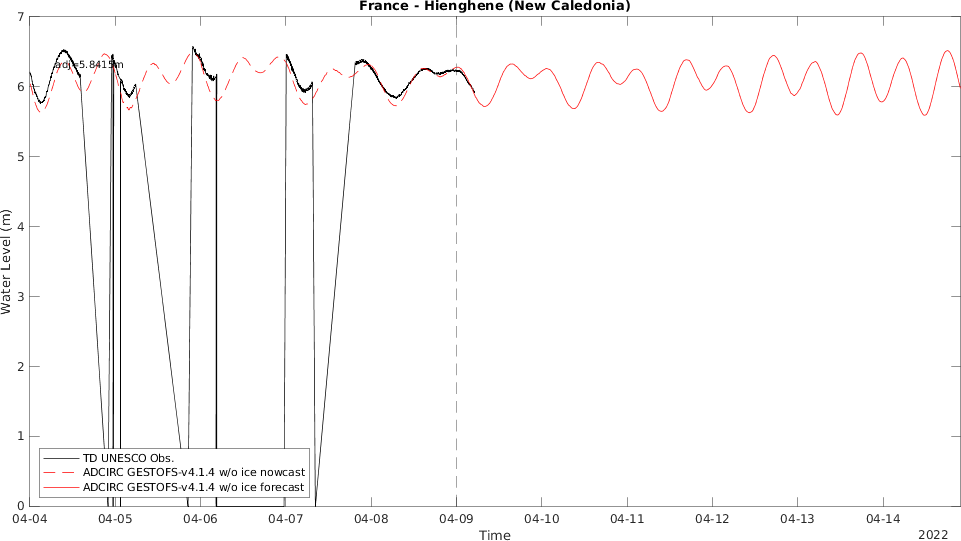 France - Hienghene (New Caledonia)
7
adj=5.8415m
6
5
4
3
2
1
0
Water Level (m)
TD UNESCO Obs.
ADCIRC GESTOFS-v4.1.4 w/o ice nowcast
ADCIRC GESTOFS-v4.1.4 w/o ice forecast
04-04 04-05 04-06 04-07 04-08 04-09 04-10 04-11 04-12 04-13 04-14
Time
2022